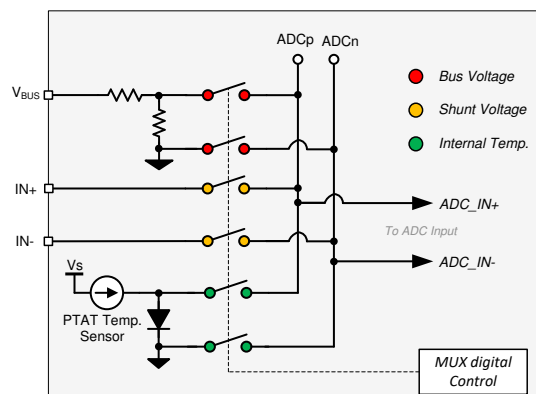 ADCp ADCn
Bus Voltage
VBUS
Shunt Voltage
Internal Temp.
IN+
ADC_IN+
To ADC Input
IN-
ADC_IN-
Vs
PTAT Temp.
Sensor
MUX digital
Control